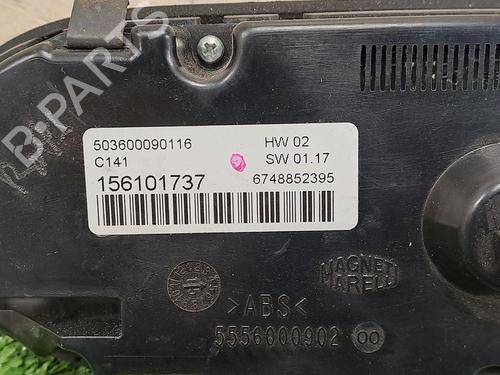 B-PARTS
503600090116
HW 02
C141
SW 01.17
156101737
6748852395
MAGNETI
MARELLI
>ABS<
5556000902
00